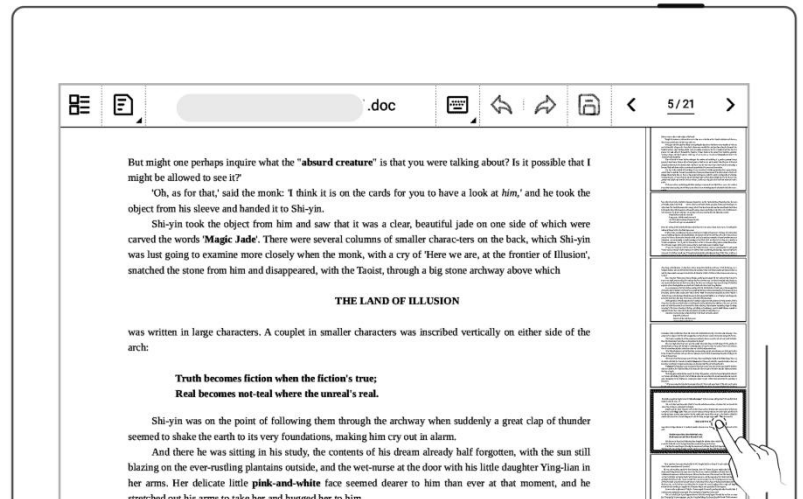 .doc
5/21
But might one perhaps inquire what the "absurd creature" is that you were talking about? Is it possible that I
might be allowed to see it?'
'Oh, as for that,' said the monk: 'I think it is on the cards for you to have a look at him,' and he took the
object from his sleeve and handed it to Shi-yin.
Shi-yin took the object from him and saw that it was a clear, beautiful jade on one side of which were
carved the words 'Magic Jade'. There were several columns of smaller charac-ters on the back, which Shi-yin
was lust going to examine more closely when the monk, with a cry of 'Here we are, at the frontier of Illusion',
snatched the stone from him and disappeared, with the Taoist, through a big stone archway above which
THE LAND OF ILLUSION
was written in large characters. A couplet in smaller characters was inscribed vertically on either side of the
arch:
Truth becomes fiction when the fiction's true;
Real becomes not-teal where the unreal's real.
Shi-yin was on the point of following them through the archway when suddenly a great clap of thunder
seemed to shake the earth to its very foundations, making him cry out in alarm.
And there he was sitting in his study, the contents of his dream already half forgotten, with the sun still
blazing on the ever-rustling plantains outside, and the wet-nurse at the door with his little daughter Ying-lian in
her arms. Her delicate little pink-and-white face seemed dearer to him than ever at that moment, and he
stretched out his arms to take her and hugged her to him.